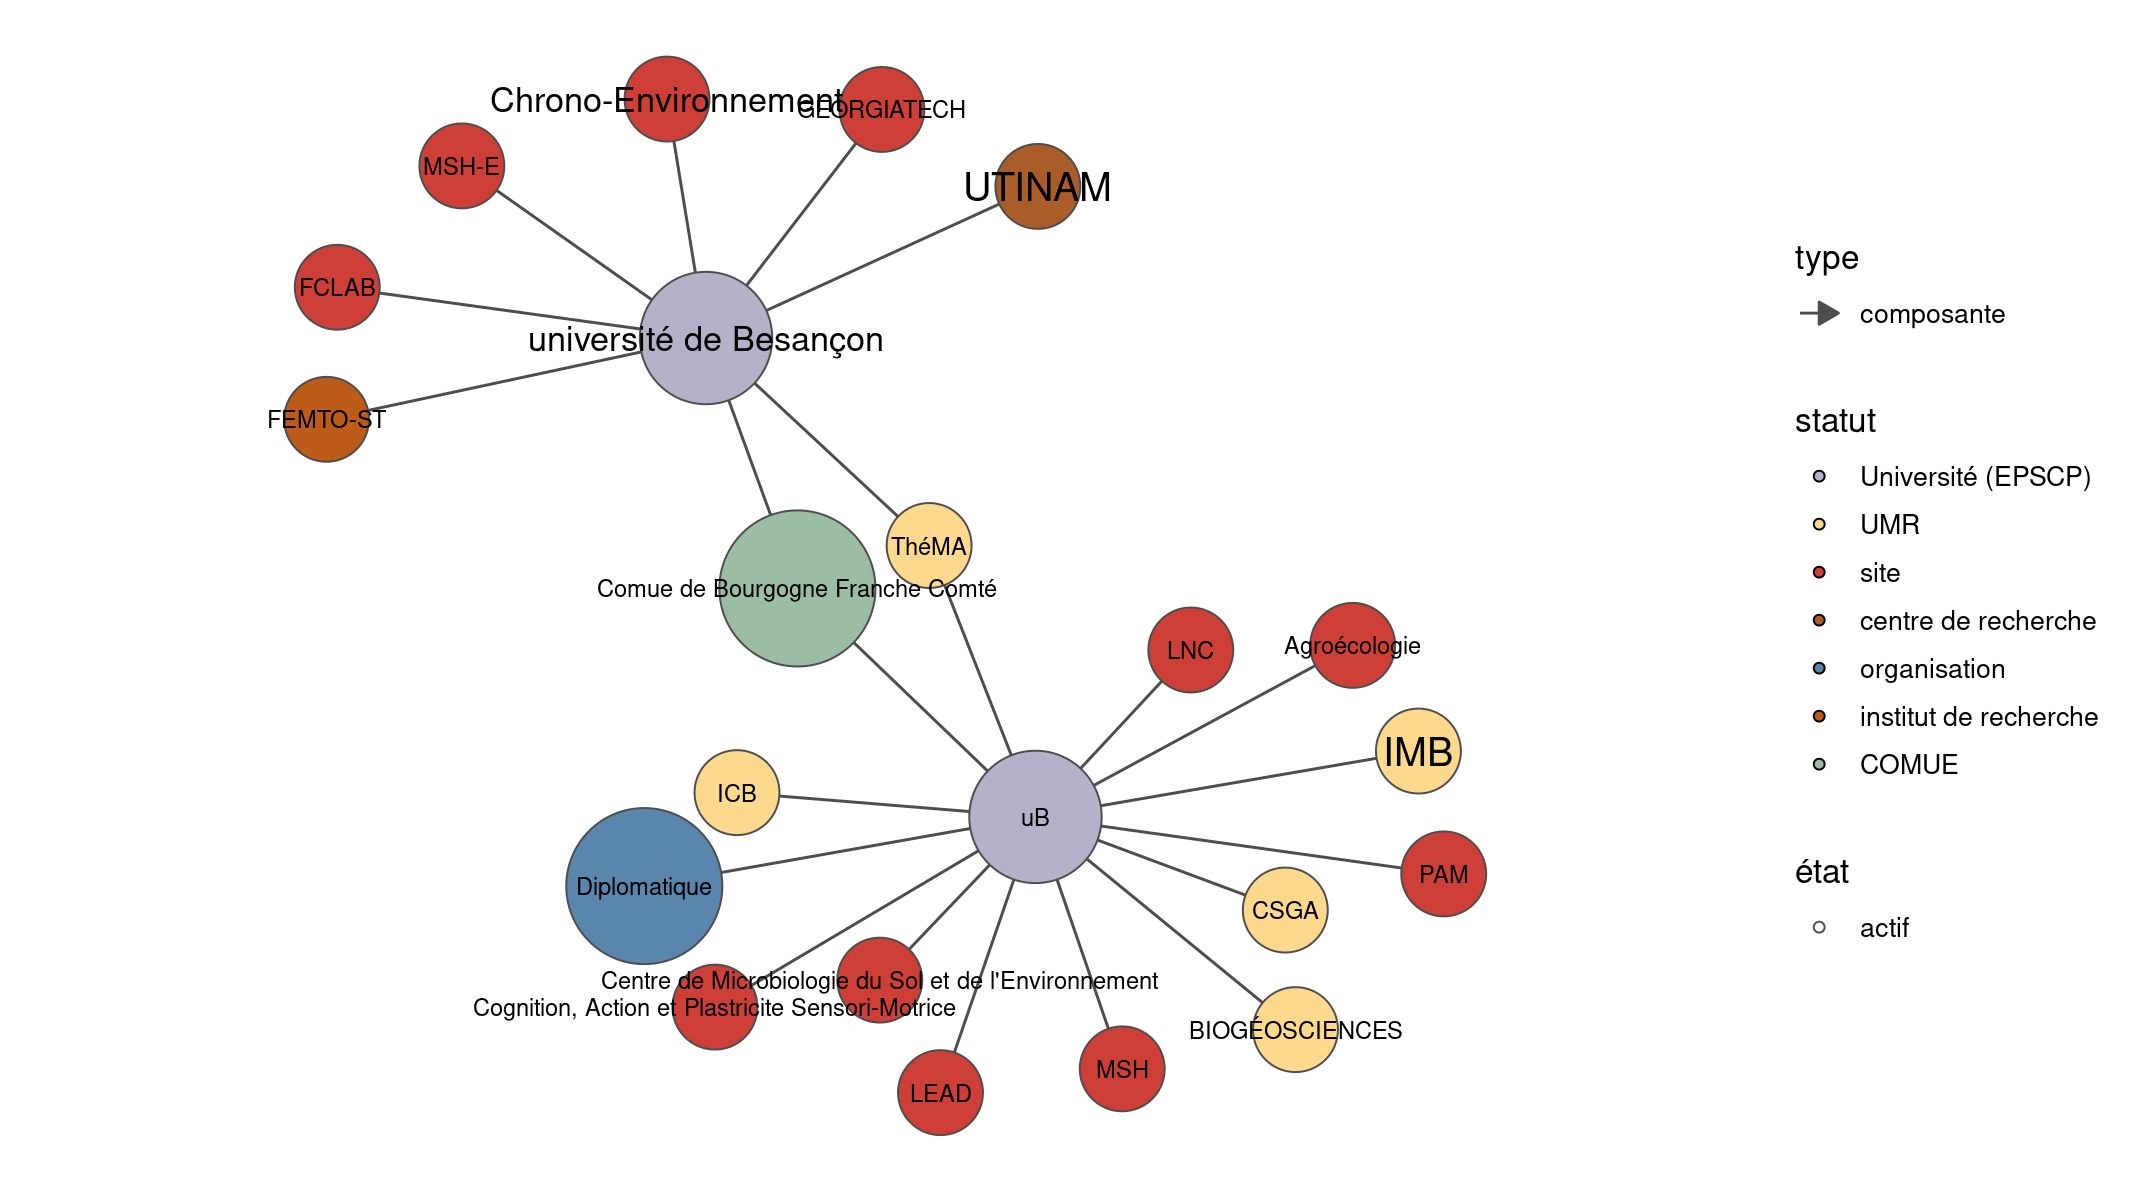 Chrono-Environnement
GEORGIATECH
MSH-E
UTINAM
FCLAB
université de Besançon
FEMTO-ST
ThéMA
Comue de Bourgogne Franche Comté
LNC
Agroécologie
IMB
ICB
uB
Diplomatique
PAM
CSGA
Centre de Microbiologie du Sol et de l'Environnement
Cognition, Action et Plastricite Sensori-Motrice
BIOGÉOSCIENCES
MSH
LEAD
type
composante
statut
Université (EPSCP)
UMR
site
centre de recherche
organisation
institut de recherche
COMUE
état
actif